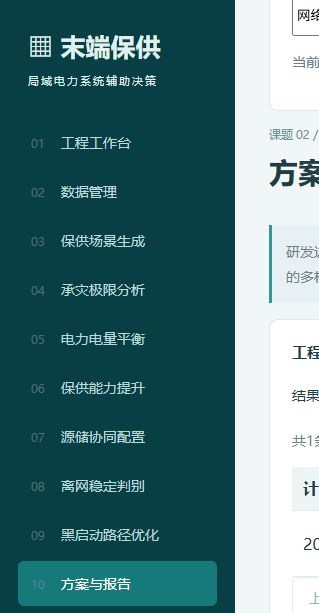 末端保供
局域电力系统辅助决策
01 工程工作台
02 数据管理
03 保供场景生成
04 承灾极限分析
05 电力电量平衡
06 保供能力提升
07 源储协同配置
08 离网稳定判别
09 黑启动路径优化
10 方案与报告
网络
当前
课题 02 /
方案
研发
的多
工程
结果
共1
计
20
上